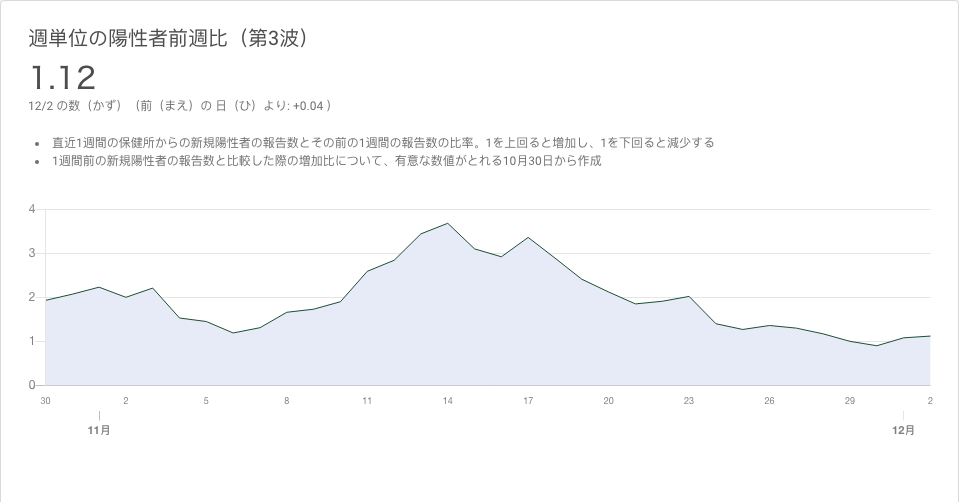 週単位の陽性者前週比（第3波）
1.12
12/2 の数（かず）（前（まえ）の 日（ひ）より: +0.04 ）
• 直近1週間の保健所からの新規陽性者の報告数とその前の1週間の報告数の比率。1を上回ると増加し、1を下回ると減少する
• 1週間前の新規陽性者の報告数と比較した際の増加比について、有意な数値がとれる10月30日から作成
4
3
2
1
0
30 2 5 8 11 14 17 20 23 26 29 2
11月 12月